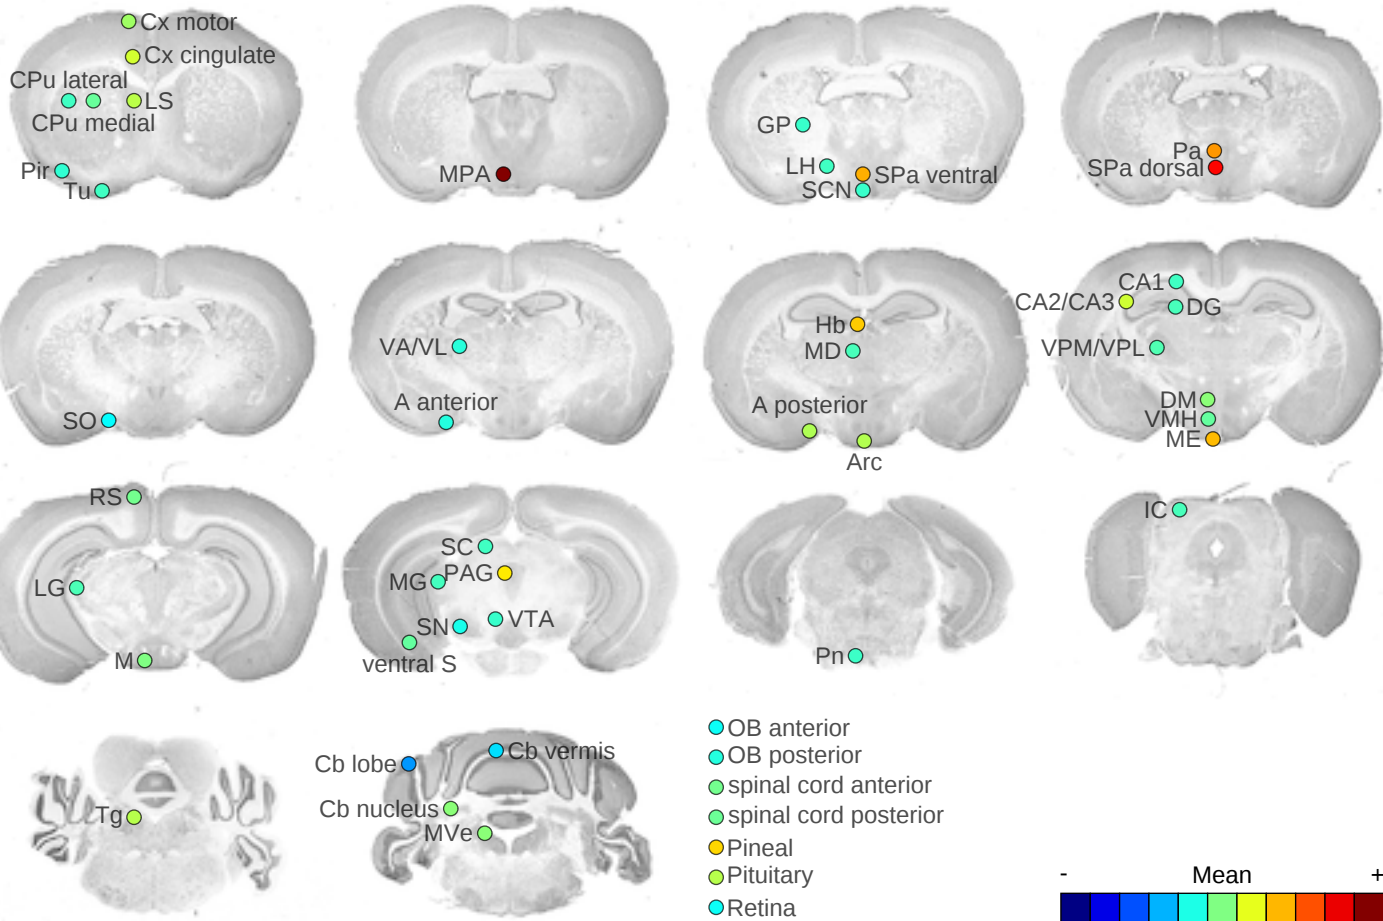 Cx motor
Cx cingulate
CPu lateral
LS
CPu medial
Pir
Tu
MPA
GP
LH
SPa ventral
SCN
Pa
SPa dorsal
SO
VA/VL
A anterior
Hb
MD
A posterior
Arc
CA1
CA2/CA3
DG
VPM/VPL
DM
VMH
ME
RS
LG
M
SC
MG
PAG
SN
VTA
ventral S
Pn
IC
Tg
Cb lobe
Cb vermis
Cb nucleus
MVe
OB anterior
OB posterior
spinal cord anterior
spinal cord posterior
Pineal
Pituitary
Retina
- Mean +